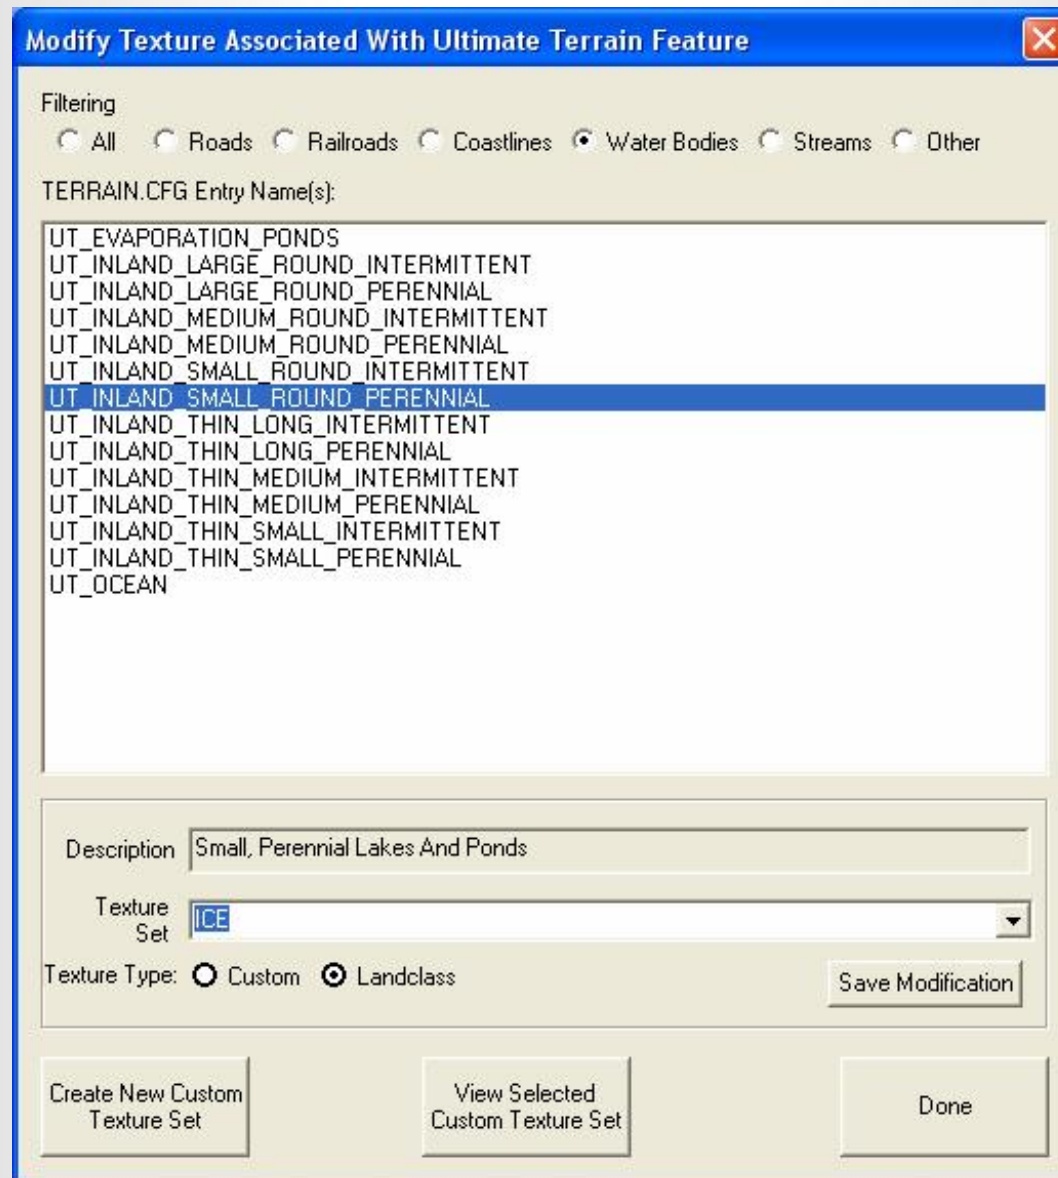 Modify Texture Associated With Ultimate Terrain Feature
Filtering
All Roads Railroads Coastlines Water Bodies Streams Other
TERRAIN.CFG Entry Name(s):
UT_EVAPORATION_PONDS
UT_INLAND_LARGE_ROUND_INTERMITTENT
UT_INLAND_LARGE_ROUND_PERENNIAL
UT_INLAND_MEDIUM_ROUND_INTERMITTENT
UT_INLAND_MEDIUM_ROUND_PERENNIAL
UT_INLAND_SMALL_ROUND_INTERMITTENT
UT_INLAND_SMALL_ROUND_PERENNIAL
UT_INLAND_THIN_LONG_INTERMITTENT
UT_INLAND_THIN_LONG_PERENNIAL
UT_INLAND_THIN_MEDIUM_INTERMITTENT
UT_INLAND_THIN_MEDIUM_PERENNIAL
UT_INLAND_THIN_SMALL_INTERMITTENT
UT_INLAND_THIN_SMALL_PERENNIAL
UT_OCEAN
Description Small, Perennial Lakes And Ponds
Texture
Set
ICE
Texture Type: Custom Landclass
Save Modification
Create New Custom
Texture Set
View Selected
Custom Texture Set
Done